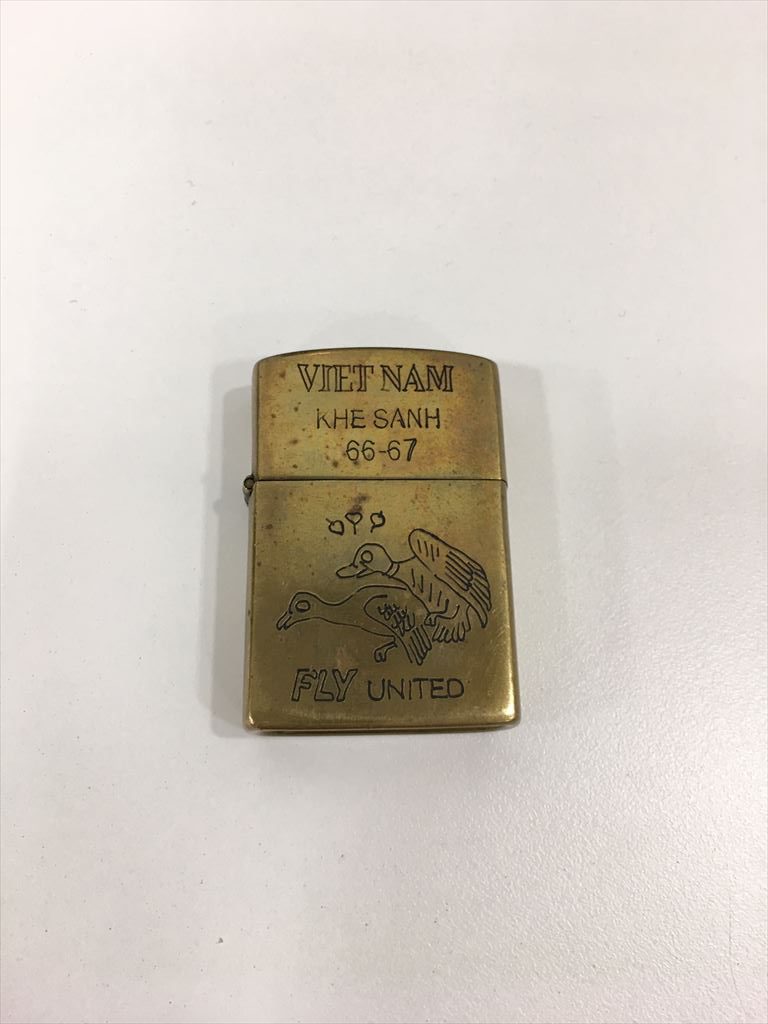 VIET NAM
KHE SANH
66-67
FLY UNITED